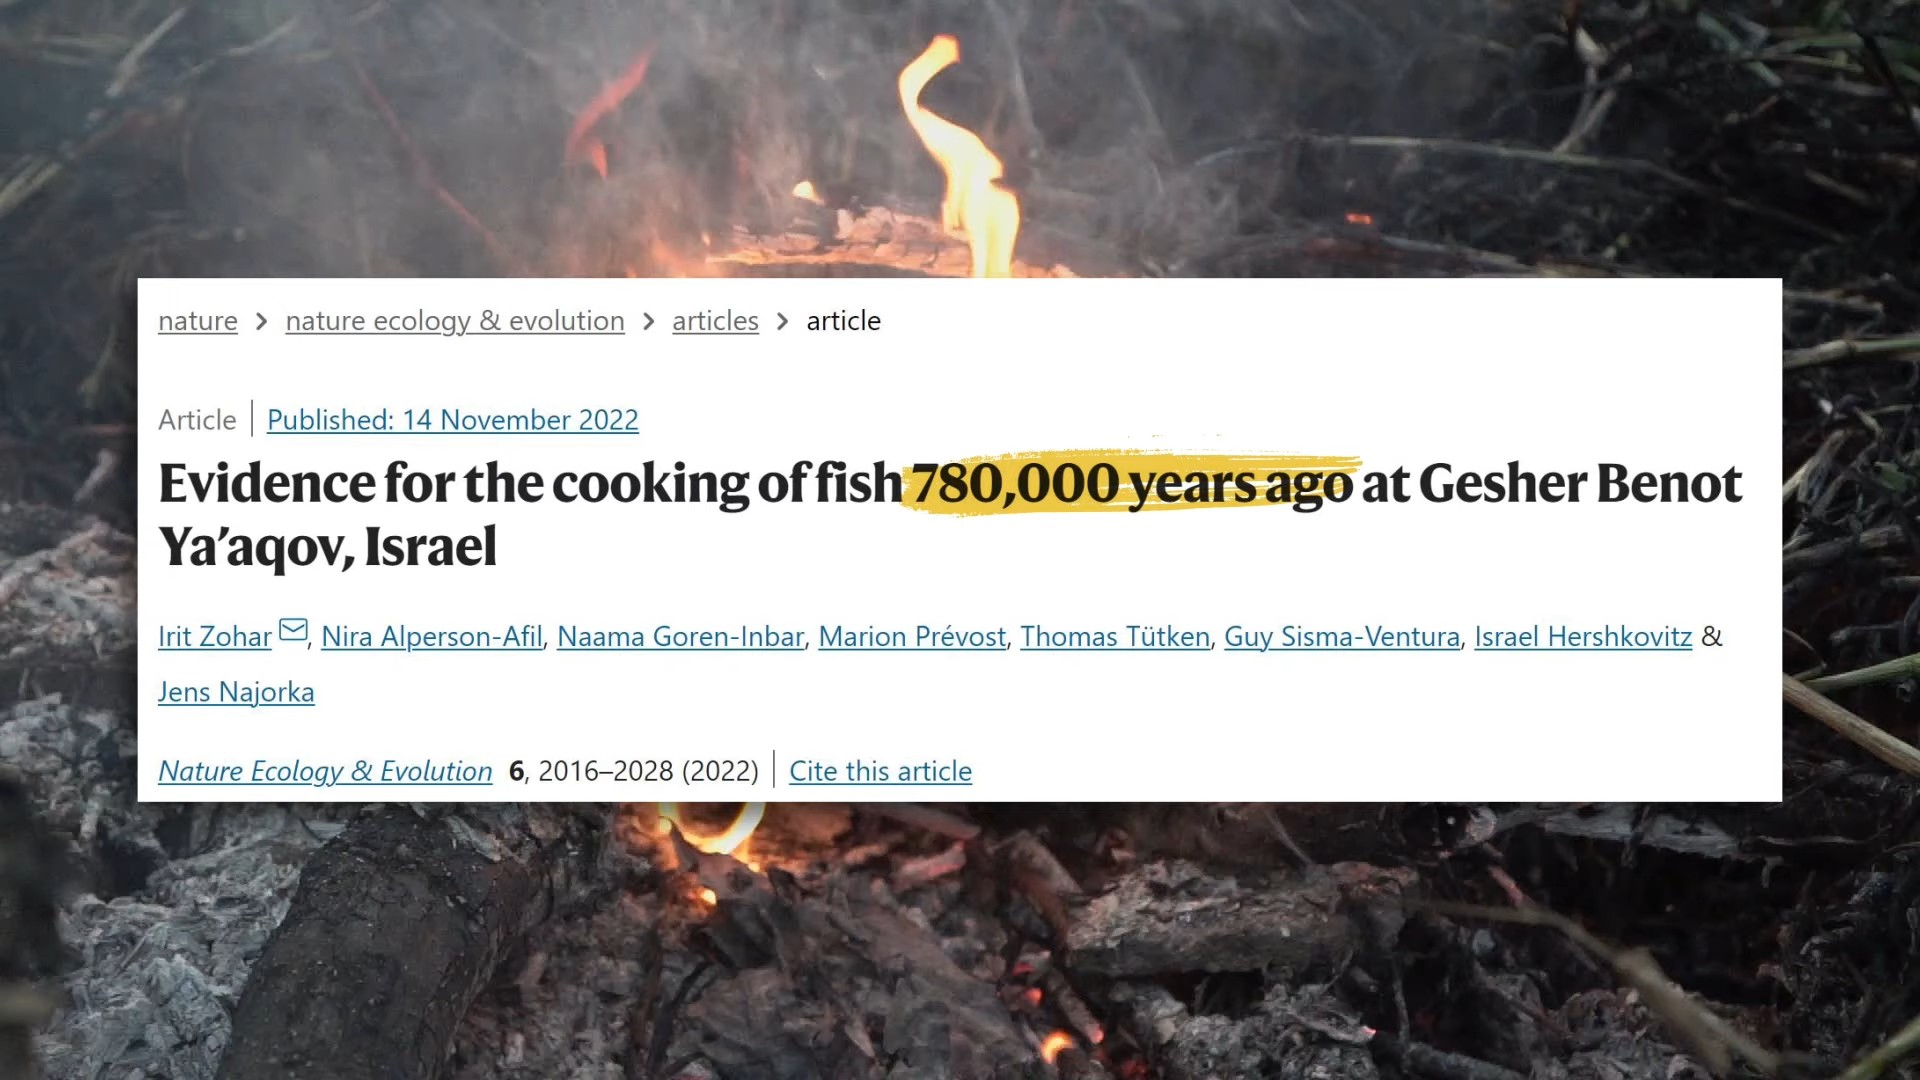 nature > nature ecology & evolution > articles > article
Article | Published: 14 November 2022
Evidence for the cooking of fish 780,000 years ago at Gesher Benot
Ya’aqov, Israel
Irit Zohar, Nira Alperson-Afil, Naama Goren-Inbar, Marion Prévost, Thomas Tütken, Guy Sisma-Ventura, Israel Hershkovitz &
Jens Najorka
Nature Ecology & Evolution 6, 2016–2028 (2022) | Cite this article